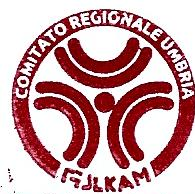 COMITATO REGIONALE UMBRIA
FIJLKAM